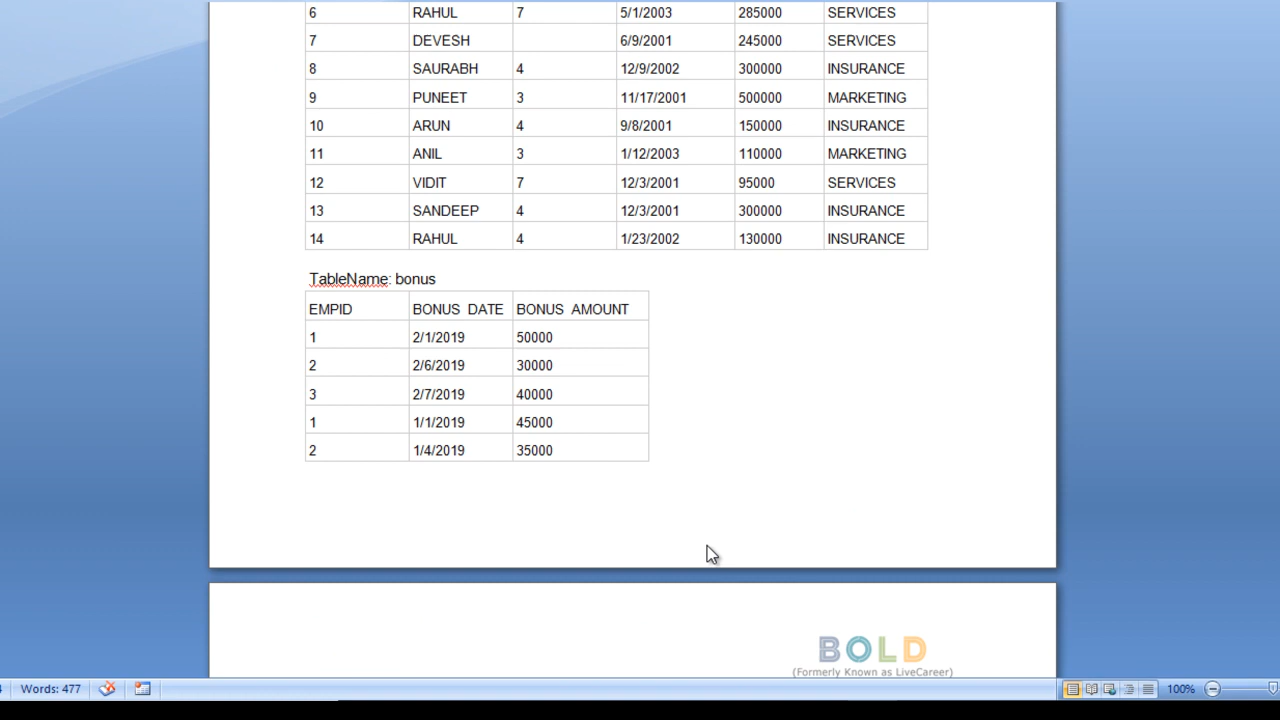 6 RAHUL 7 5/1/2003 285000 SERVICES
7 DEVESH 6/9/2001 245000 SERVICES
8 SAURABH 4 12/9/2002 300000 INSURANCE
9 PUNEET 3 11/17/2001 500000 MARKETING
10 ARUN 4 9/8/2001 150000 INSURANCE
11 ANIL 3 1/12/2003 110000 MARKETING
12 VIDIT 7 12/3/2001 95000 SERVICES
13 SANDEEP 4 12/3/2001 300000 INSURANCE
14 RAHUL 4 1/23/2002 130000 INSURANCE
TableName: bonus
EMPID BONUS DATE BONUS AMOUNT
1 2/1/2019 50000
2 2/6/2019 30000
3 2/7/2019 40000
1 1/1/2019 45000
2 1/4/2019 35000
BOLD
(Formerly Known as LiveCareer)
Words: 477 100%